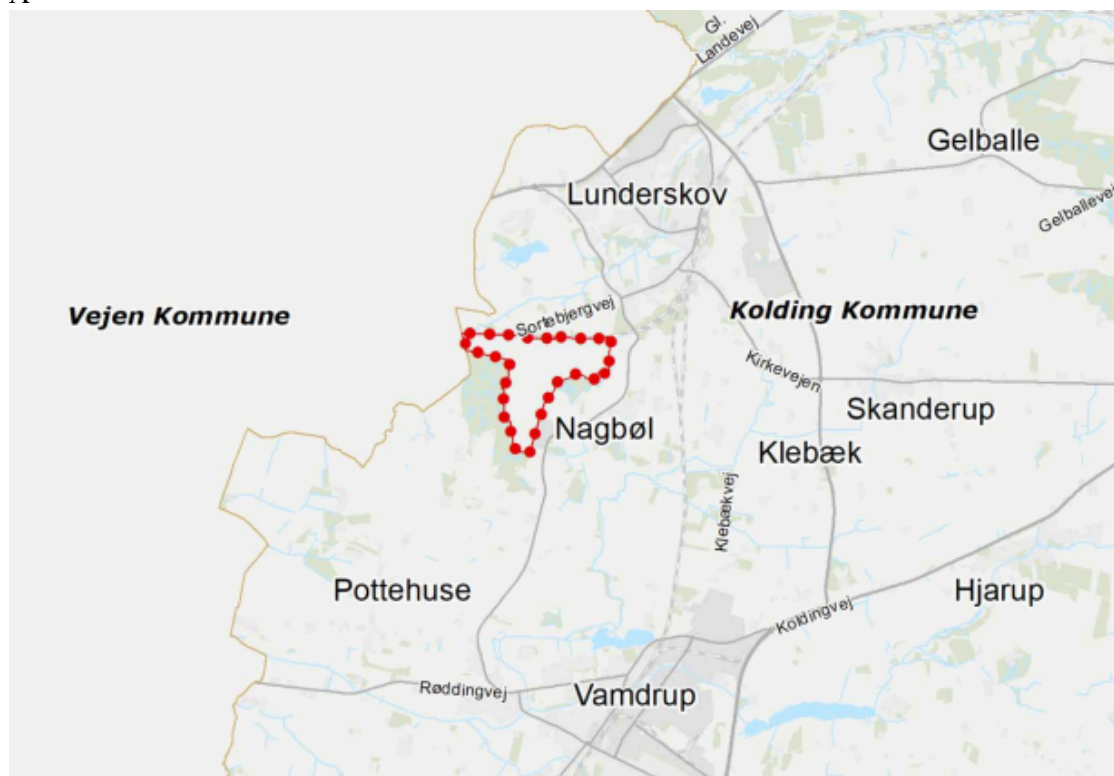 Gl.
Landevej
Gelballe
Lunderskov
Gelballevej
Vejen Kommune
Sortebjergvej
Kolding Kommune
Kirkevejen
Skanderup
Nagbøl
Klebæk
Klebækvej
Pottehuse
Hjarup
Koldingvej
Røddingvej
Vamdrup